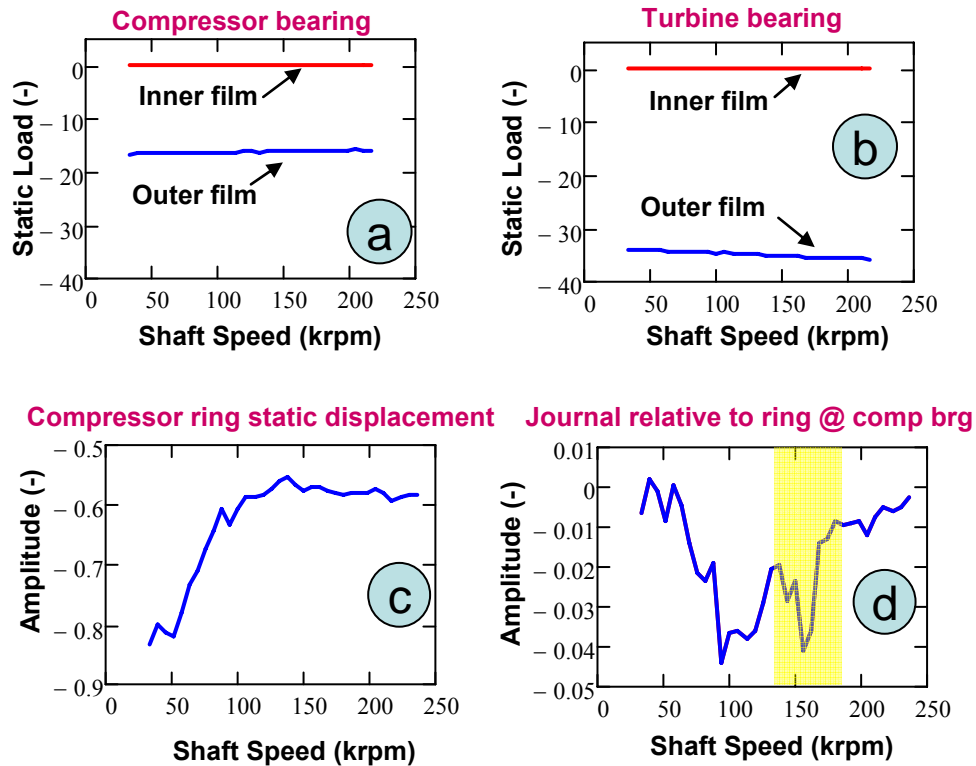 Compressor bearing
Static Load (-)
0
− 10
− 20
− 30
− 40
Inner film
Outer film
a
0 50 100 150 200 250
Shaft Speed (krpm)
Turbine bearing
Static Load (-)
0
− 10
− 20
− 30
− 40
Inner film
Outer film
b
0 50 100 150 200 250
Shaft Speed (krpm)
Compressor ring static displacement
Amplitude (-)
− 0.5
− 0.6
− 0.7
− 0.8
− 0.9
c
0 50 100 150 200 250
Shaft Speed (krpm)
Journal relative to ring @ comp brg
Amplitude (-)
0.01
0
− 0.01
− 0.02
− 0.03
− 0.04
− 0.05
d
0 50 100 150 200 250
Shaft Speed (krpm)